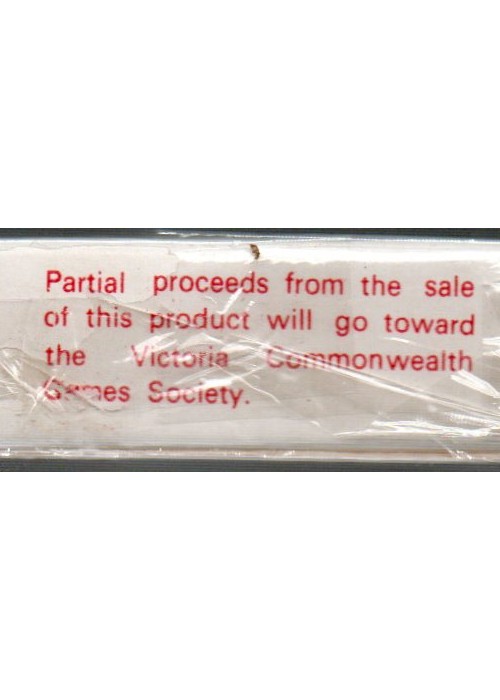 Partial proceeds from the sale
of this product will go toward
the Victoria Commonwealth
Games Society.